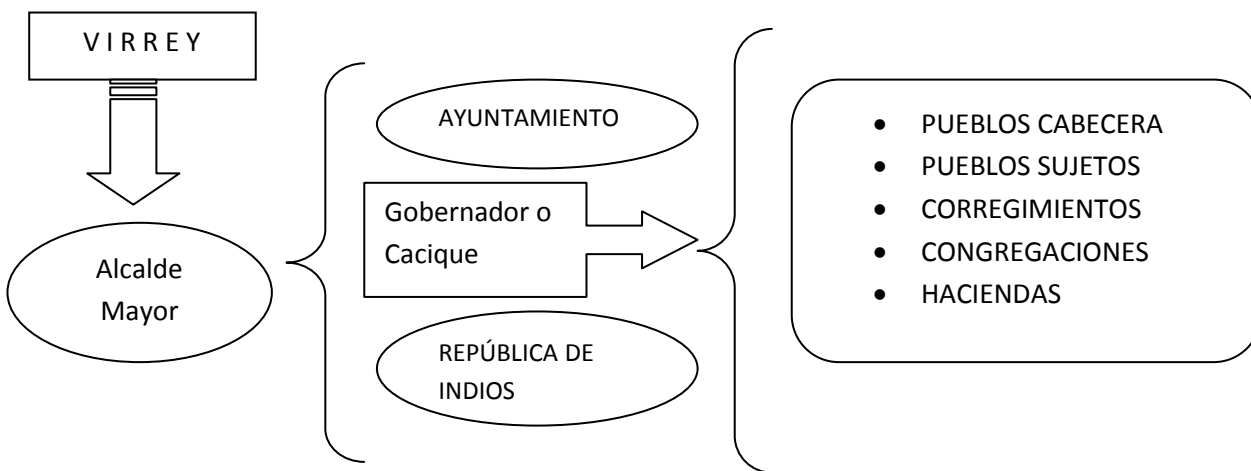 V I R R E Y
Alcalde
Mayor
AYUNTAMIENTO
Gobernador o
Cacique
REPÚBLICA DE
INDIOS
• PUEBLOS CABECERA
• PUEBLOS SUJETOS
• CORREGIMIENTOS
• CONGREGACIONES
• HACIENDAS